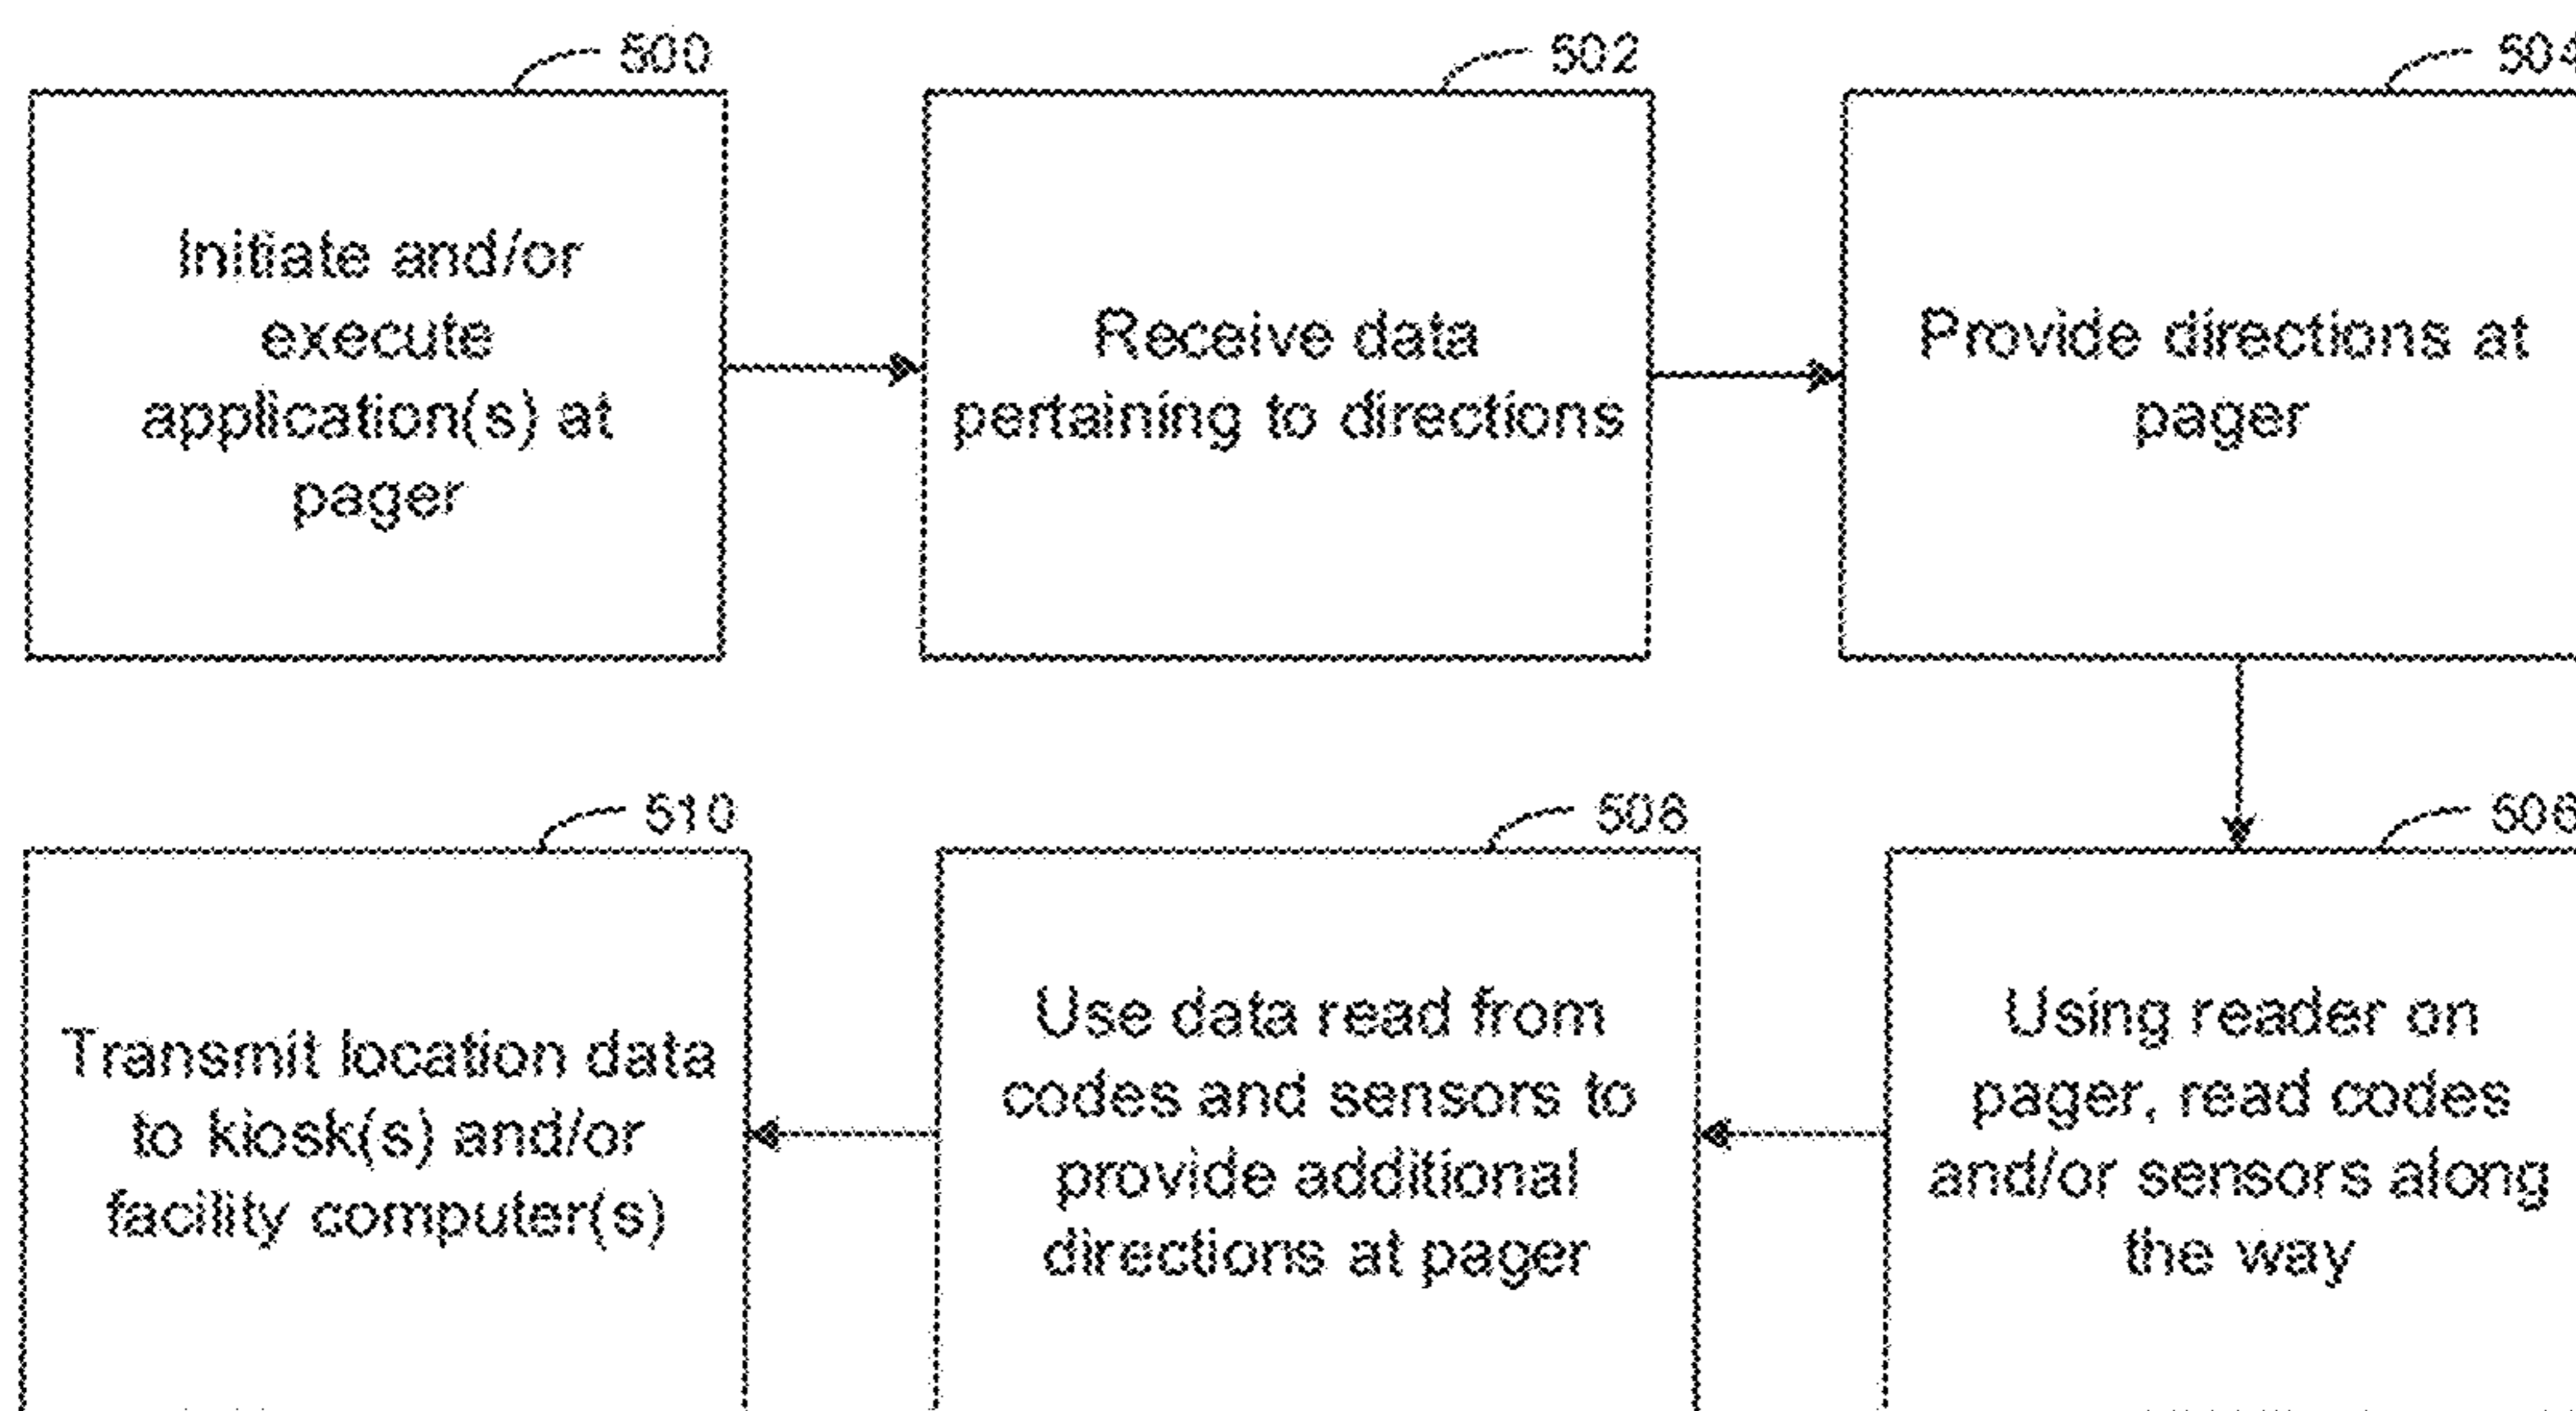 500
Initiate and/or
execute
application(s) at
pager
502
Receive data
pertaining to directions
504
Provide directions at
pager
506
Using reader on
pager, read codes
and/or sensors along
the way
508
Use data read from
codes and sensors to
provide additional
directions at pager
510
Transmit location data
to kiosk(s) and/or
facility computer(s)